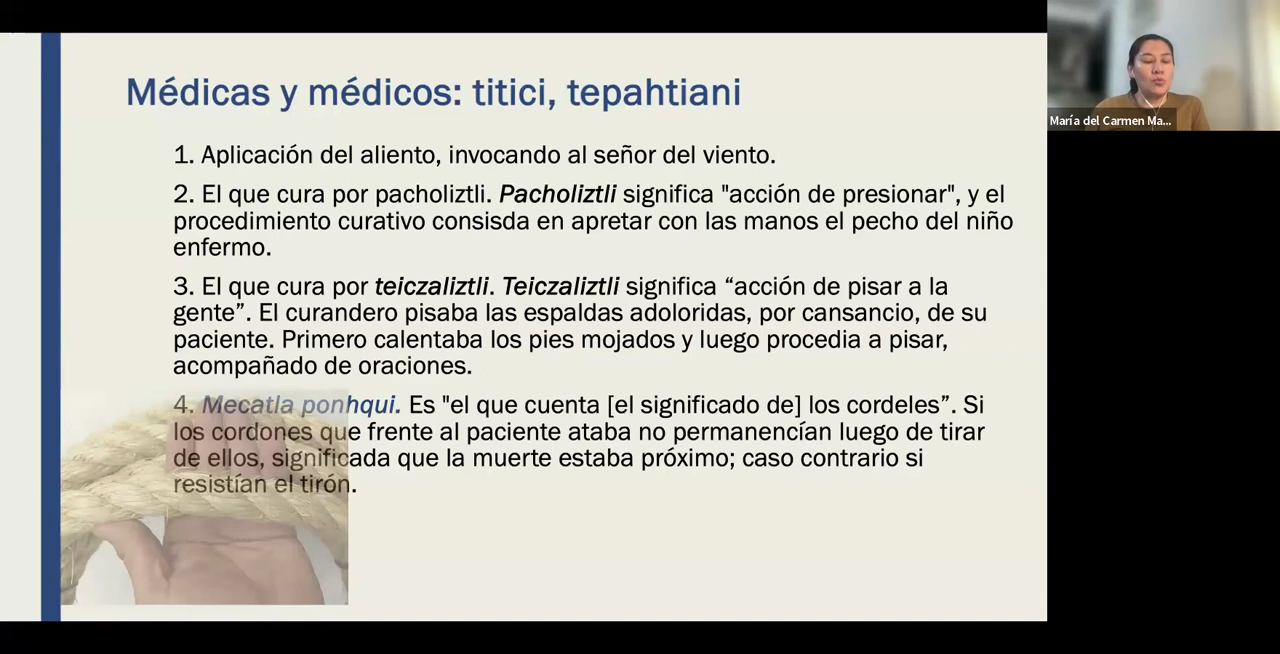 Médicas y médicos: titici, tepahtiani
1. Aplicación del aliento, invocando al señor del viento.
2. El que cura por pacholiztli. Pacholiztli significa "acción de presionar", y el
procedimiento curativo consisda en apretar con las manos el pecho del niño
enfermo.
3. El que cura por teiczaliztli. Teiczaliztli significa “acción de pisar a la
gente”. El curandero pisaba las espaldas adoloridas, por cansancio, de su
paciente. Primero calentaba los pies mojados y luego procedia a pisar,
acompañado de oraciones.
4. Mecatla ponhqui. Es "el que cuenta [el significado de] los cordeles”. Si
los cordones que frente al paciente ataba no permanencían luego de tirar
de ellos, significada que la muerte estaba próximo; caso contrario si
resistían el tirón.
María del Carmen Ma...